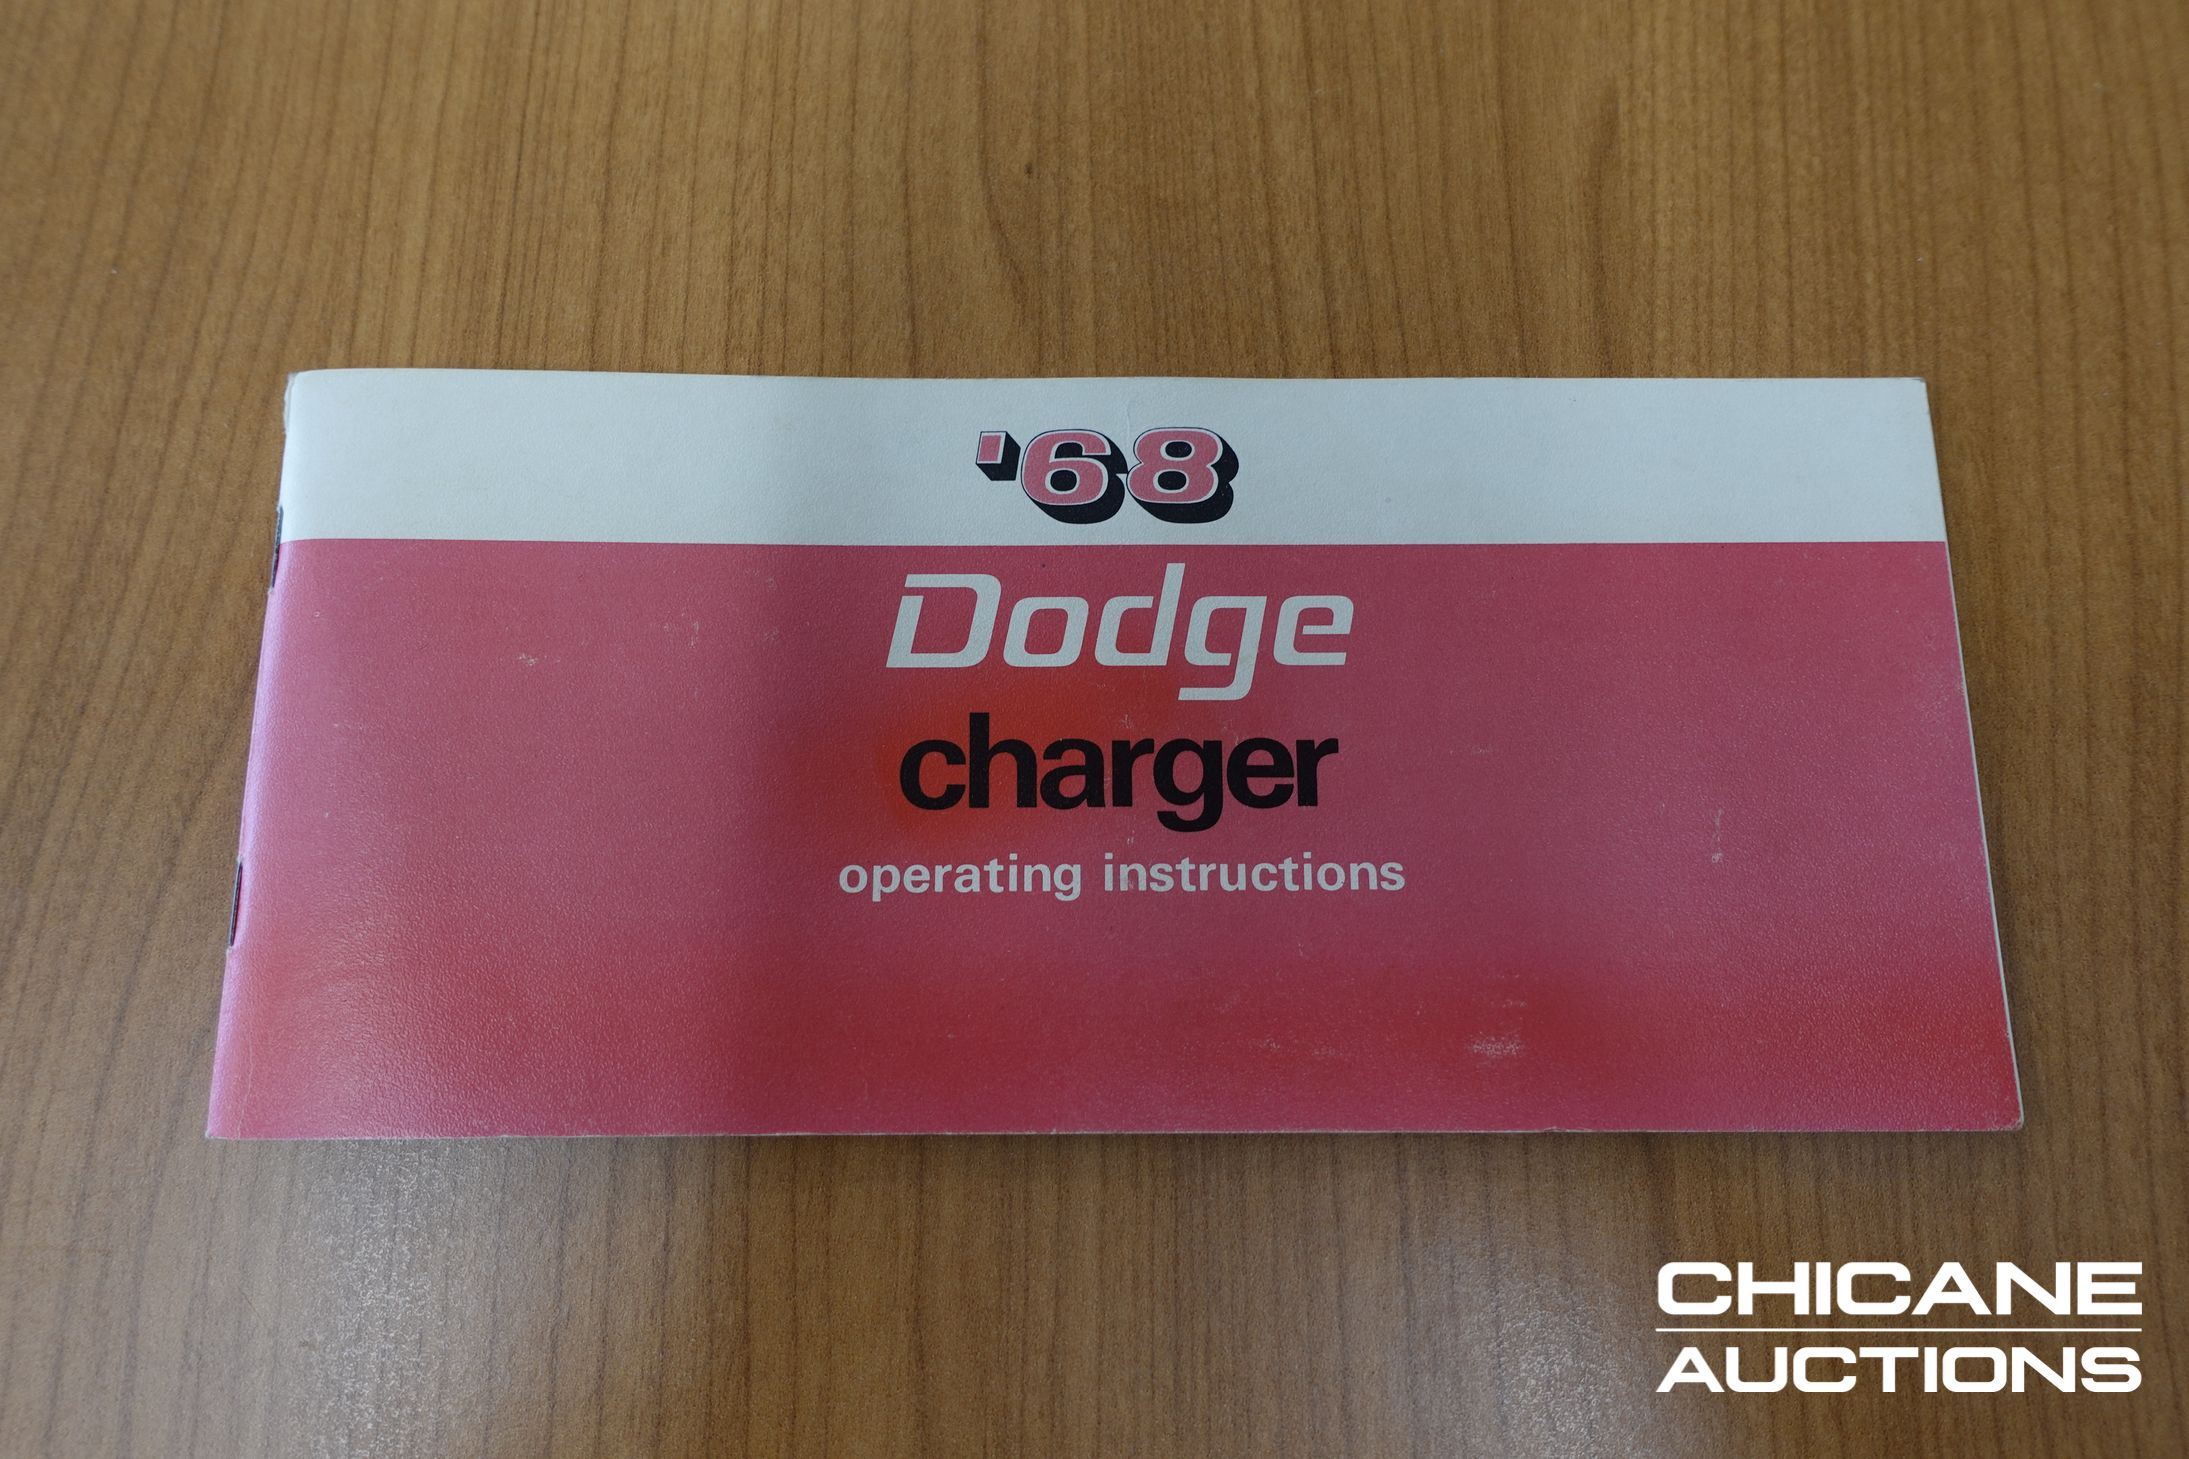 '68
Dodge
charger
operating instructions
CHICANE
AUCTIONS